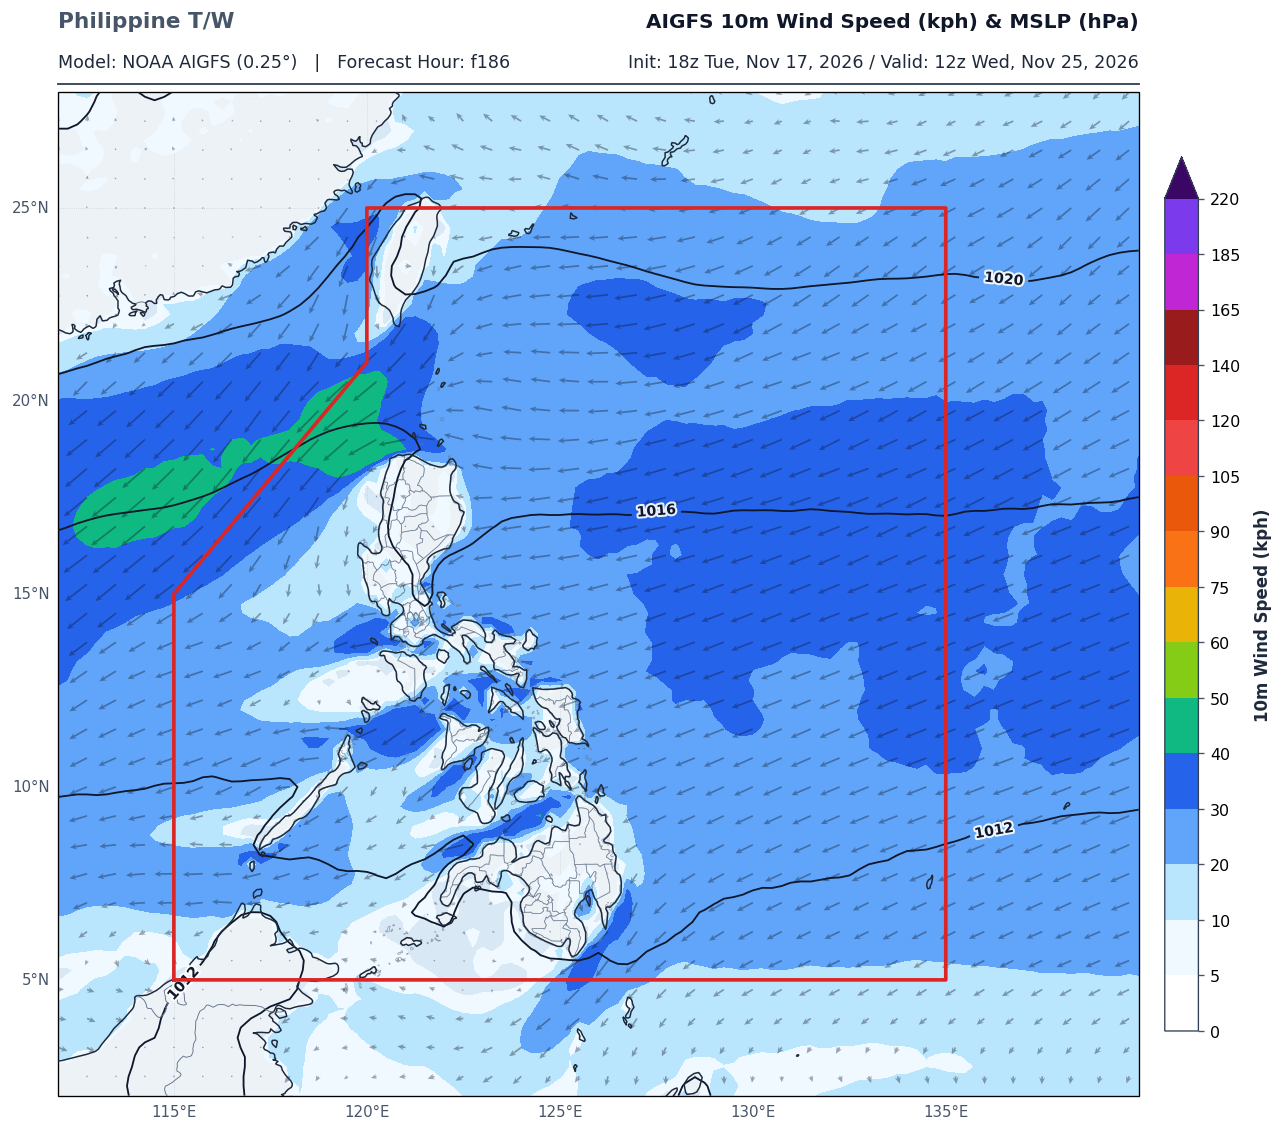 Philippine T/W
AIGFS 10m Wind Speed (kph) & MSLP (hPa)
Model: NOAA AIGFS (0.25°) | Forecast Hour: f186
Init: 18z Tue, Nov 17, 2026 / Valid: 12z Wed, Nov 25, 2026
25°N
20°N
15°N
10°N
5°N
115°E
120°E
125°E
130°E
135°E
1020
1016
1012
1012
220
185
165
140
120
105
90
75
60
50
40
30
20
10
5
0
10m Wind Speed (kph)